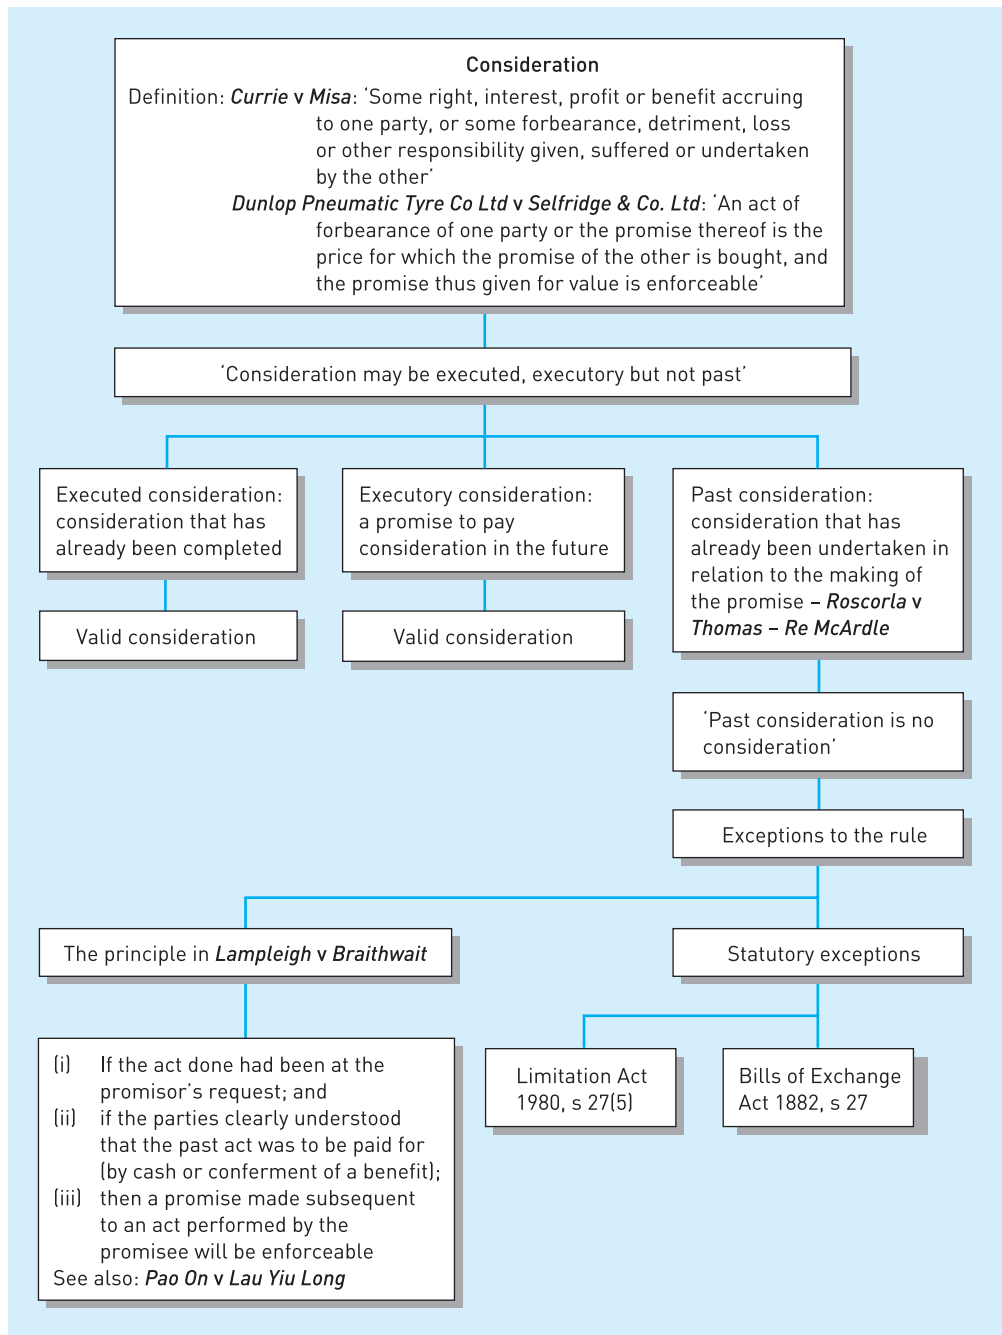 Consideration
Definition: Currie v Misa: ‘Some right, interest, profit or benefit accruing
to one party, or some forbearance, detriment, loss
or other responsibility given, suffered or undertaken
by the other’
Dunlop Pneumatic Tyre Co Ltd v Selfridge & Co. Ltd: ‘An act of
forbearance of one party or the promise thereof is the
price for which the promise of the other is bought, and
the promise thus given for value is enforceable’
‘Consideration may be executed, executory but not past’
Executed consideration:
consideration that has
already been completed
Valid consideration
Executory consideration:
a promise to pay
consideration in the future
Valid consideration
Past consideration:
consideration that has
already been undertaken in
relation to the making of
the promise – Roscorla v
Thomas – Re McArdle
‘Past consideration is no
consideration’
Exceptions to the rule
The principle in Lampleigh v Braithwait
(i) If the act done had been at the
promisor’s request; and
(ii) if the parties clearly understood
that the past act was to be paid for
(by cash or conferment of a benefit);
(iii) then a promise made subsequent
to an act performed by the
promisee will be enforceable
See also: Pao On v Lau Yiu Long
Statutory exceptions
Limitation Act
1980, s 27(5)
Bills of Exchange
Act 1882, s 27